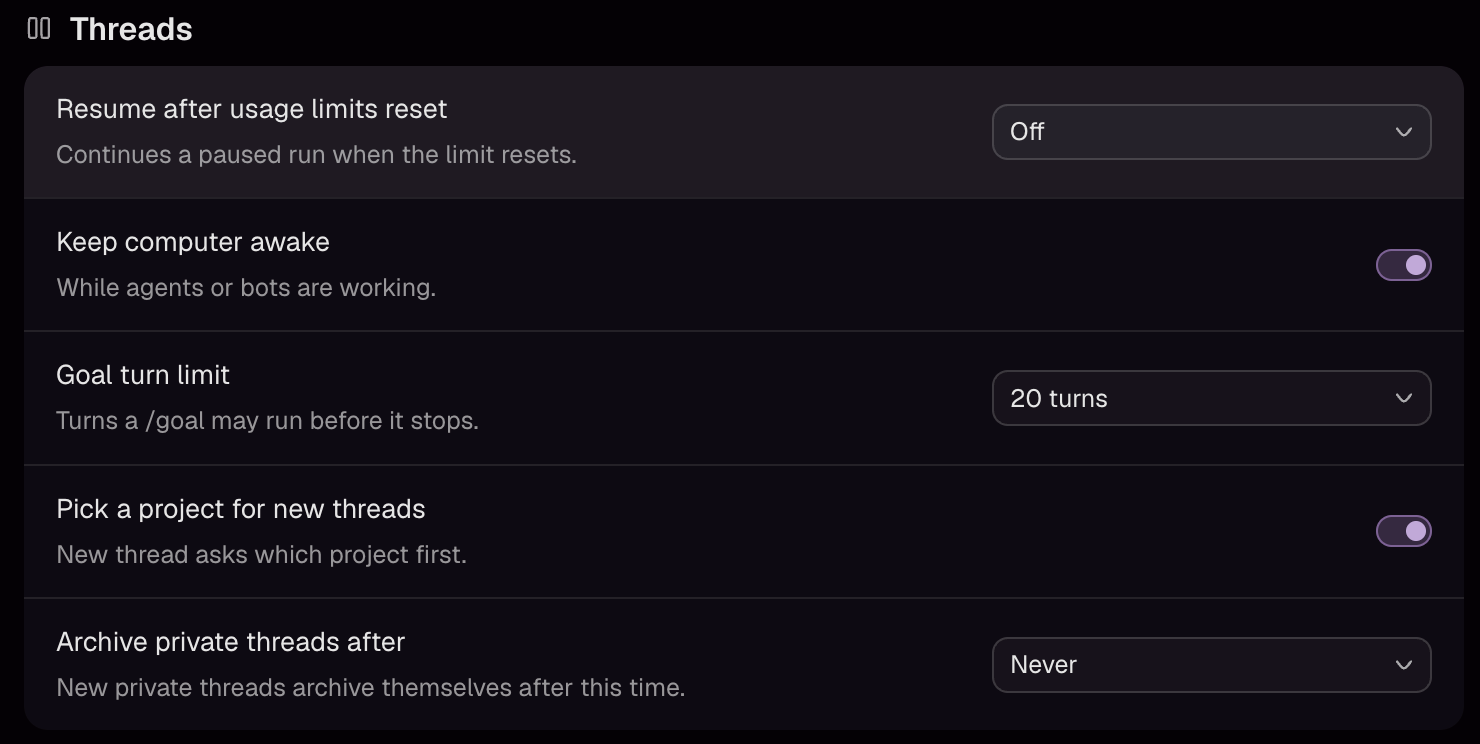 Threads
Resume after usage limits reset
Off
Continues a paused run when the limit resets.
Keep computer awake
While agents or bots are working.
Goal turn limit
20 turns
Turns a /goal may run before it stops.
Pick a project for new threads
New thread asks which project first.
Archive private threads after
Never
New private threads archive themselves after this time.